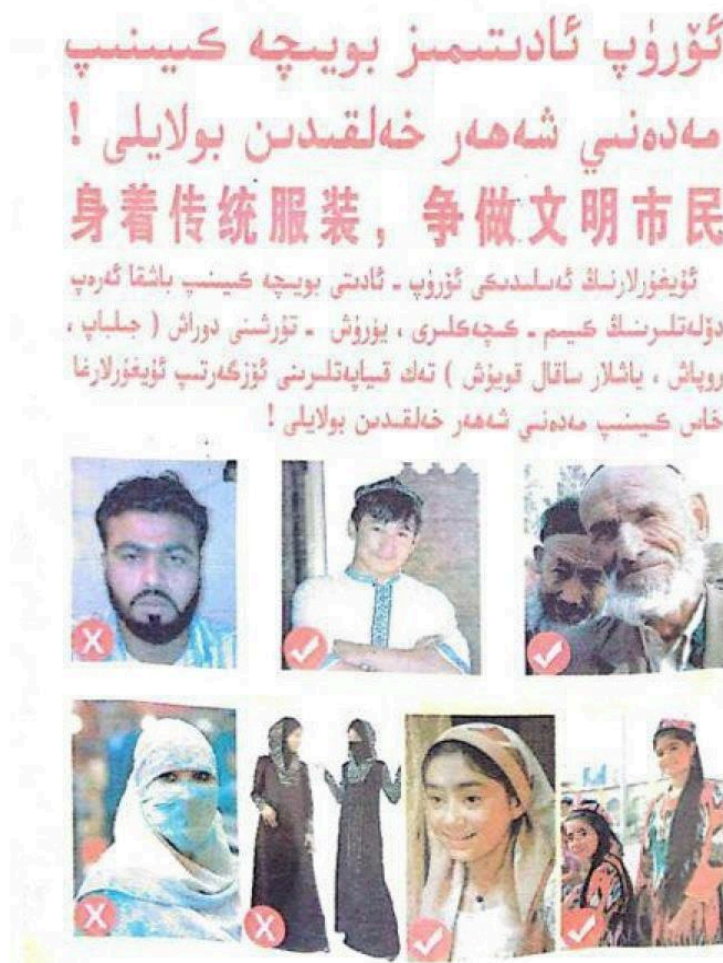 ئۆرۈپ ئادىتىمىز بويىچە كىيىنىپ
مەدەنىي شەھەر خەلقىدىن بولايلى !
身着传统服装，争做文明市民
ئۇيغۇرلارنىڭ ئەسلىدىكى ئۆرۈپ - ئادىتى بويىچە كىيىنىپ باشقا ئەرەپ
دۆلەتلىرىنىڭ كىيىم - كىچەكلىرى ، يۈرۈش - تۇرۇشنى دوراش ( جىلباپ ،
روپاش ، ياشلار ساقال قويۇش ) تەك قىياپەتلىرىنى ئۆزگەرتىپ ئۇيغۇرلارغا
خاس كىيىنىپ مەدەنىي شەھەر خەلقىدىن بولايلى !